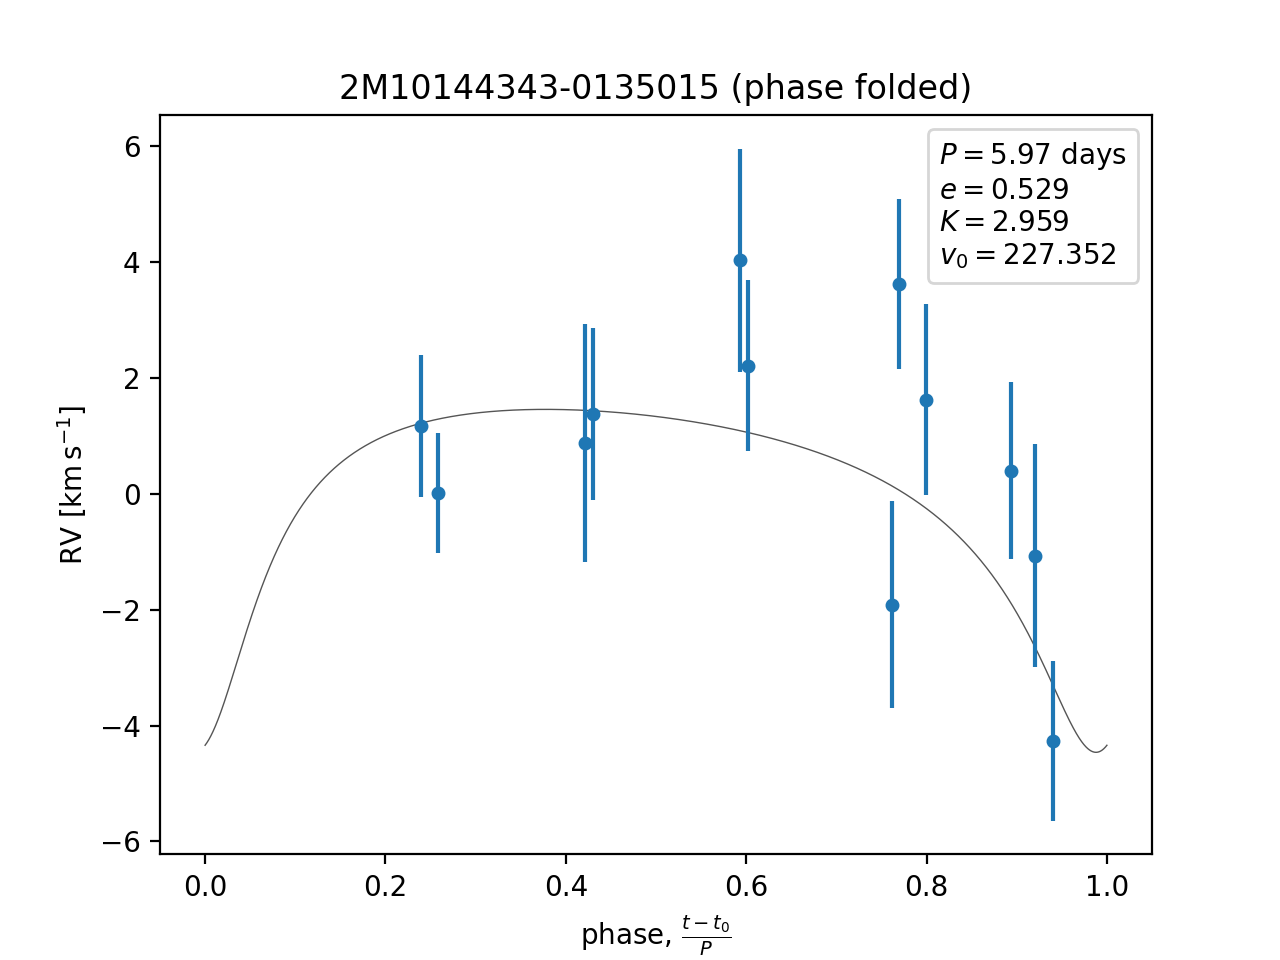 2M10144343-0135015 (phase folded)
P = 5.97 days
e = 0.529
K = 2.959
v₀ = 227.352
6
4
2
0
−2
−4
−6
RV [km s⁻¹]
0.0 0.2 0.4 0.6 0.8 1.0
phase, (t − t₀)/P